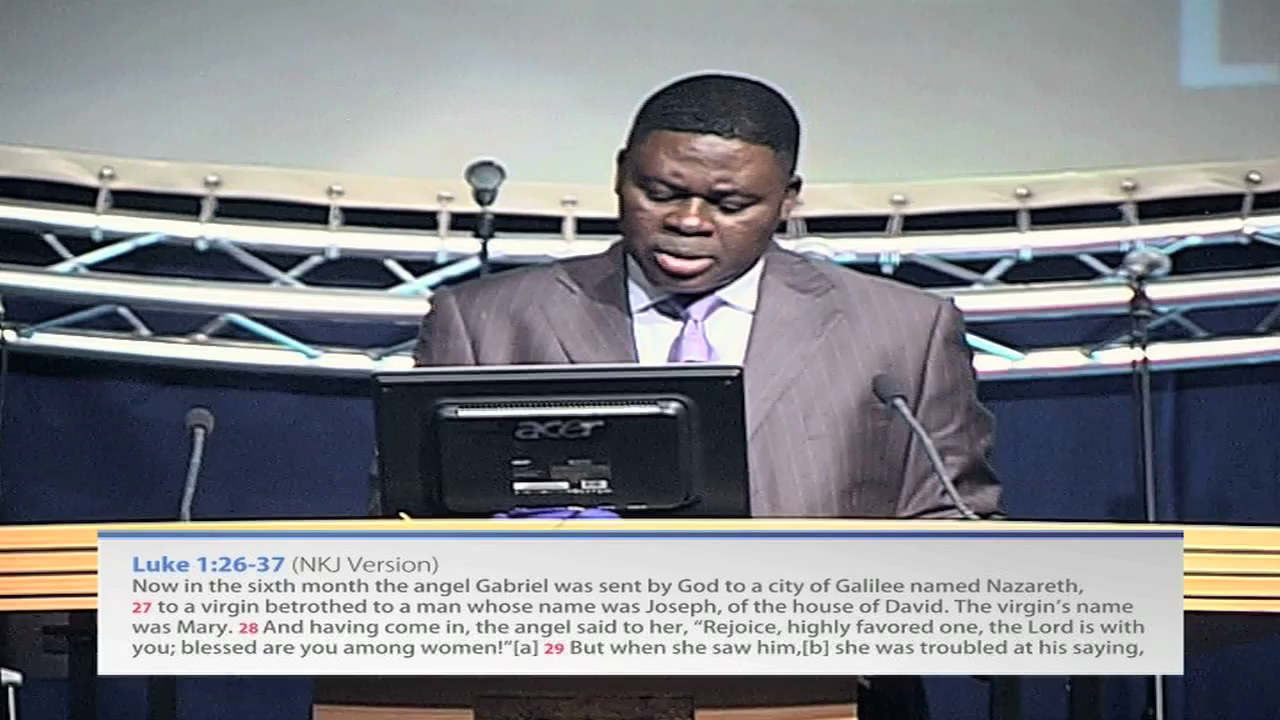 acer
Luke 1:26-37 (NKJ Version)
Now in the sixth month the angel Gabriel was sent by God to a city of Galilee named Nazareth,
27 to a virgin betrothed to a man whose name was Joseph, of the house of David. The virgin’s name
was Mary. 28 And having come in, the angel said to her, “Rejoice, highly favored one, the Lord is with
you; blessed are you among women!”[a] 29 But when she saw him,[b] she was troubled at his saying,